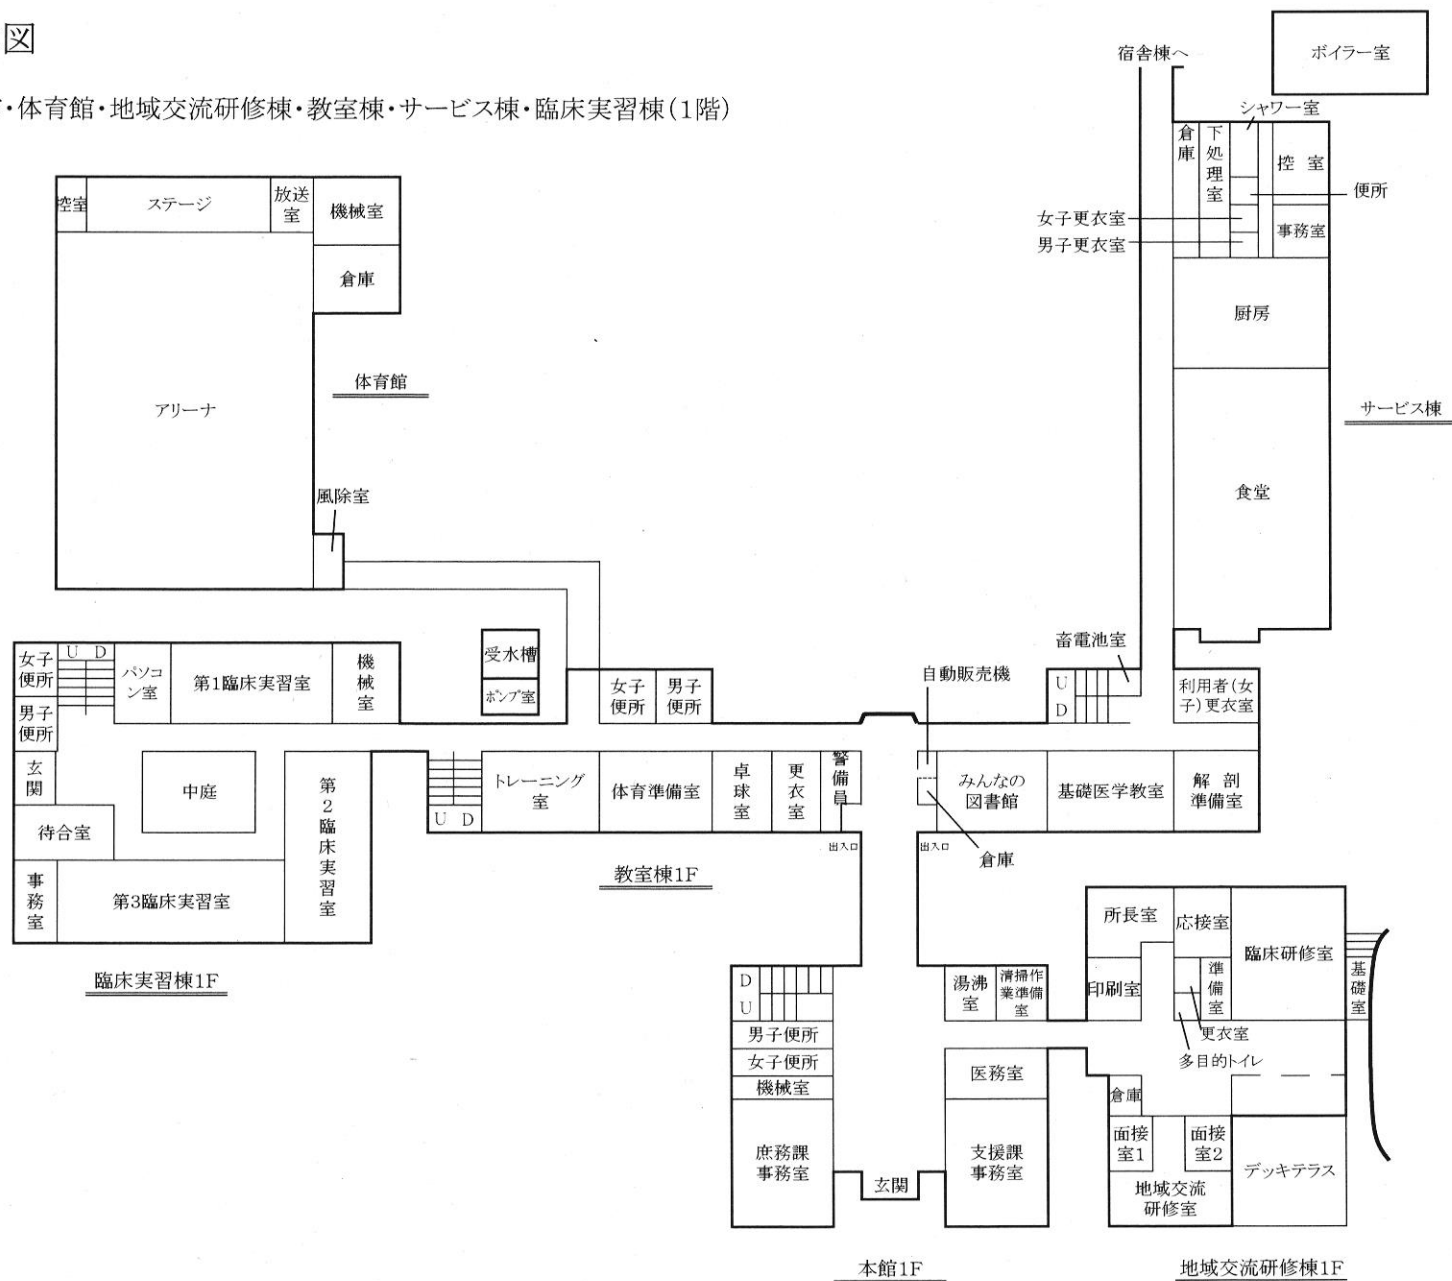 図
・体育館・地域交流研修棟・教室棟・サービス棟・臨床実習棟(1階)
宿舎棟へ
ボイラー室
シャワー室
倉庫
下処理室
控 室
便所
女子更衣室
男子更衣室
事務室
厨房
食堂
サービス棟
控室
ステージ
放送
室
機械室
倉庫
体育館
アリーナ
風除室
女子
便所
U D
パソコ
ン室
第1臨床実習室
機械室
男子
便所
玄関
中庭
第2臨床実習室
待合室
事務室
第3臨床実習室
臨床実習棟1F
受水槽
ポンプ室
女子
便所
男子
便所
U D
トレーニング
室
体育準備室
卓球室
更衣室
警備員
出入口
教室棟1F
自動販売機
畜電池室
U
D
利用者(女
子)更衣室
みんなの
図書館
基礎医学教室
解 剖
準備室
出入口
倉庫
D
U
男子便所
女子便所
機械室
庶務課
事務室
湯沸
室
清掃作
業準備
室
医務室
支援課
事務室
玄関
本館1F
所長室
応接室
臨床研修室
印刷室
準備室
基礎室
更衣室
多目的トイレ
倉庫
面接
室1
面接
室2
デッキテラス
地域交流
研修室
地域交流研修棟1F